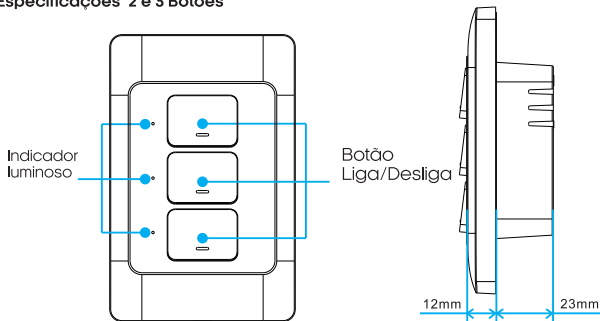 Especificações 2 e 3 Botões
Indicador
luminoso
Botão
Liga/Desliga
12mm
23mm